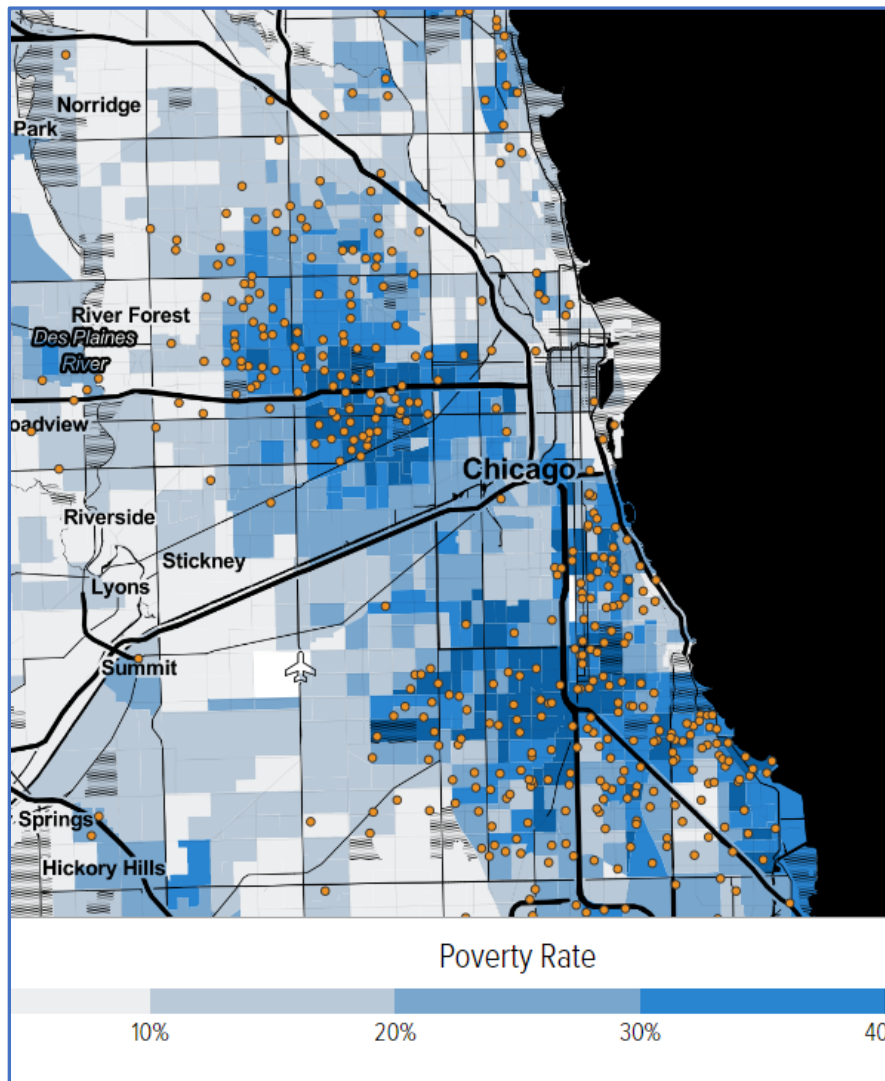 Norridge
Park
River Forest
Des Plaines
River
oadview
Chicago
Riverside
Stickney
Lyons
Summit
Springs
Hickory Hills
Poverty Rate
10%
20%
30%
40